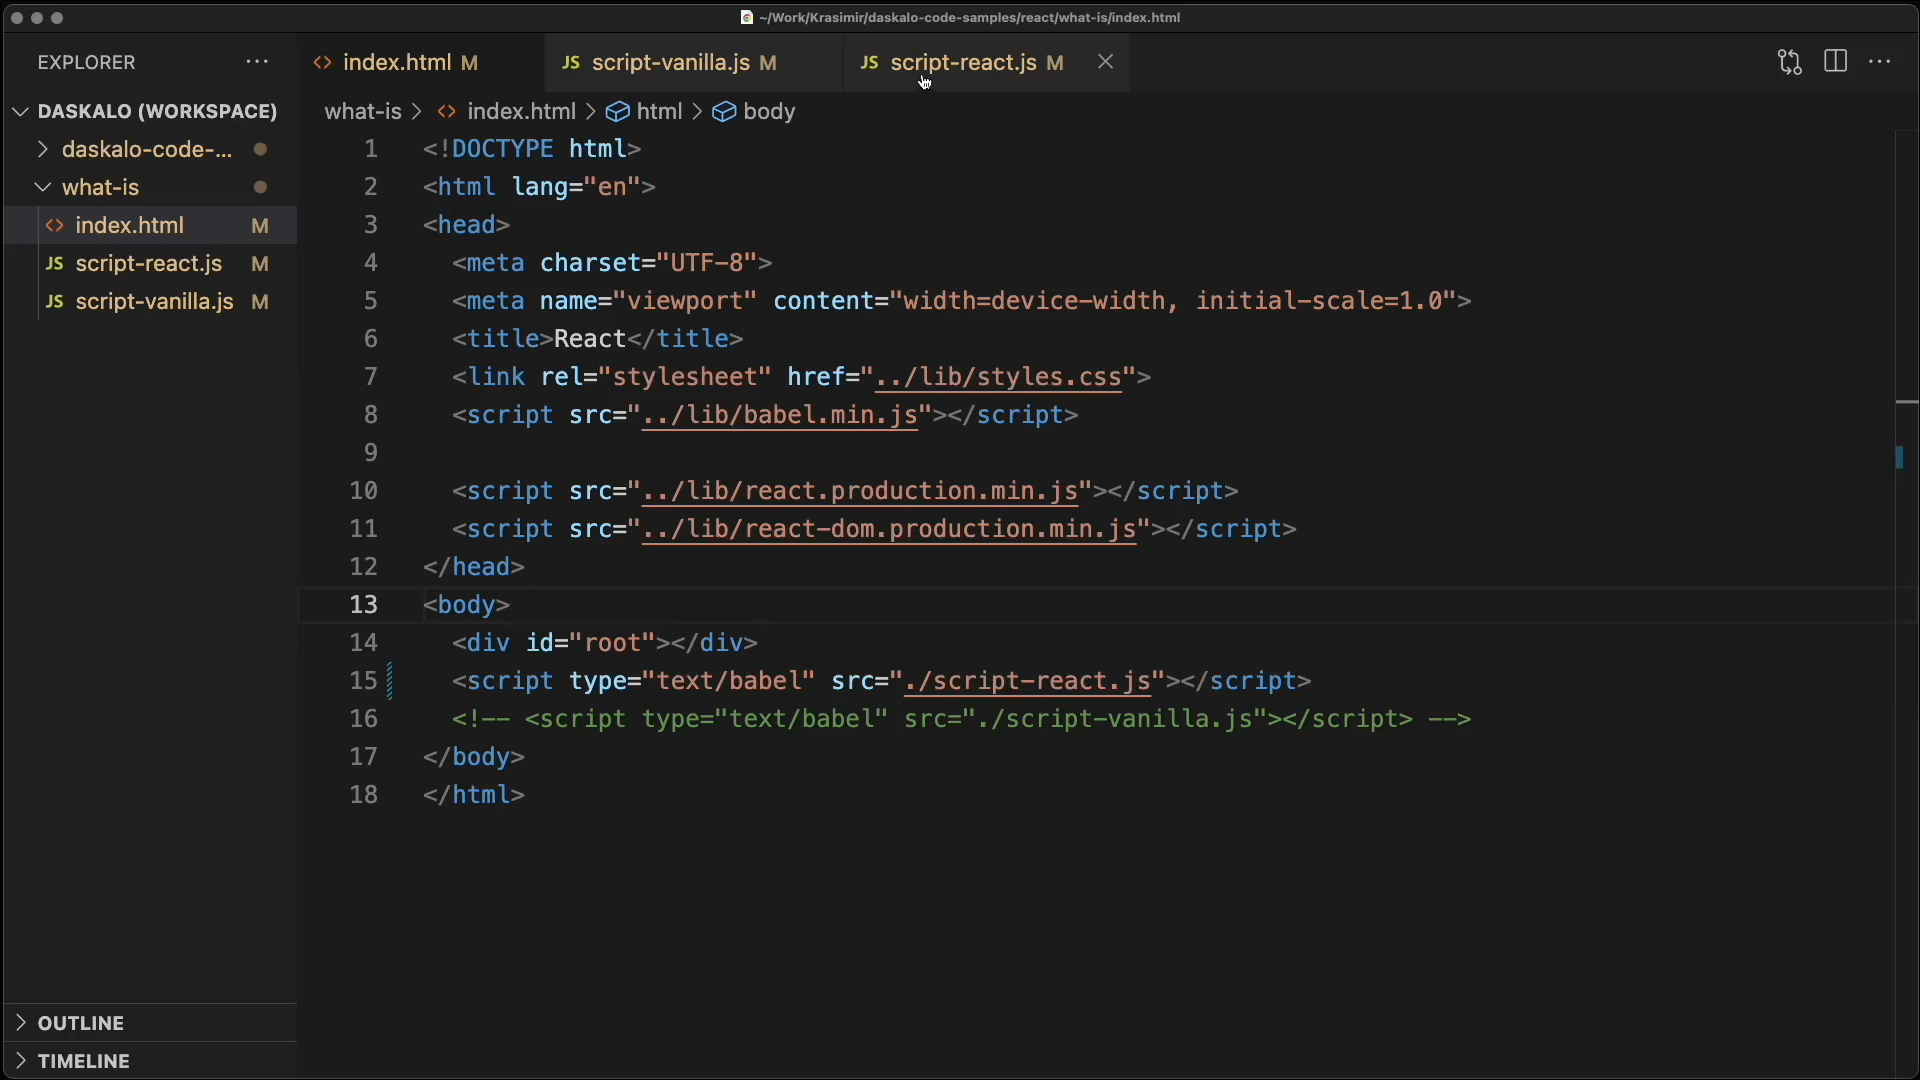 ~/Work/Krasimir/daskalo-code-samples/react/what-is/index.html
EXPLORER
index.html M
JS script-vanilla.js M
JS script-react.js M
DASKALO (WORKSPACE)
daskalo-code-...
what-is
index.html M
JS script-react.js M
JS script-vanilla.js M
what-is > index.html > html > body
1 <!DOCTYPE html>
2 <html lang="en">
3 <head>
4 <meta charset="UTF-8">
5 <meta name="viewport" content="width=device-width, initial-scale=1.0">
6 <title>React</title>
7 <link rel="stylesheet" href="../lib/styles.css">
8 <script src="../lib/babel.min.js"></script>
9
10 <script src="../lib/react.production.min.js"></script>
11 <script src="../lib/react-dom.production.min.js"></script>
12 </head>
13 <body>
14 <div id="root"></div>
15 <script type="text/babel" src="./script-react.js"></script>
16 <!-- <script type="text/babel" src="./script-vanilla.js"></script> -->
17 </body>
18 </html>
OUTLINE
TIMELINE